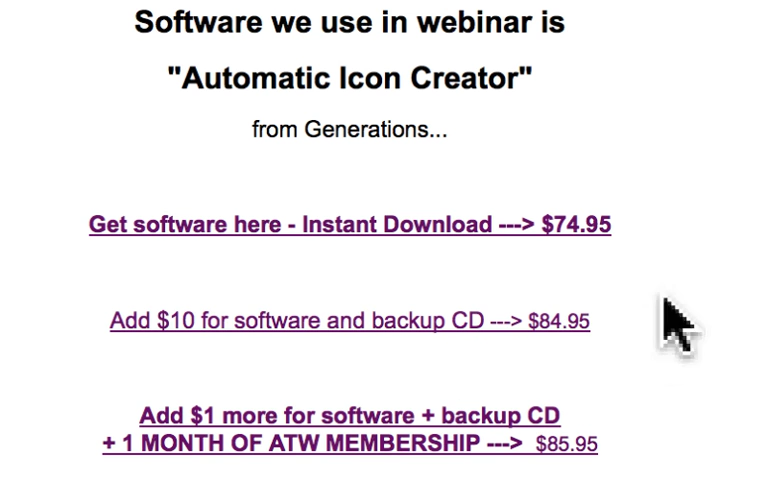 Software we use in webinar is
"Automatic Icon Creator"
from Generations...
Get software here - Instant Download ---> $74.95
Add $10 for software and backup CD ---> $84.95
Add $1 more for software + backup CD
+ 1 MONTH OF ATW MEMBERSHIP ---> $85.95